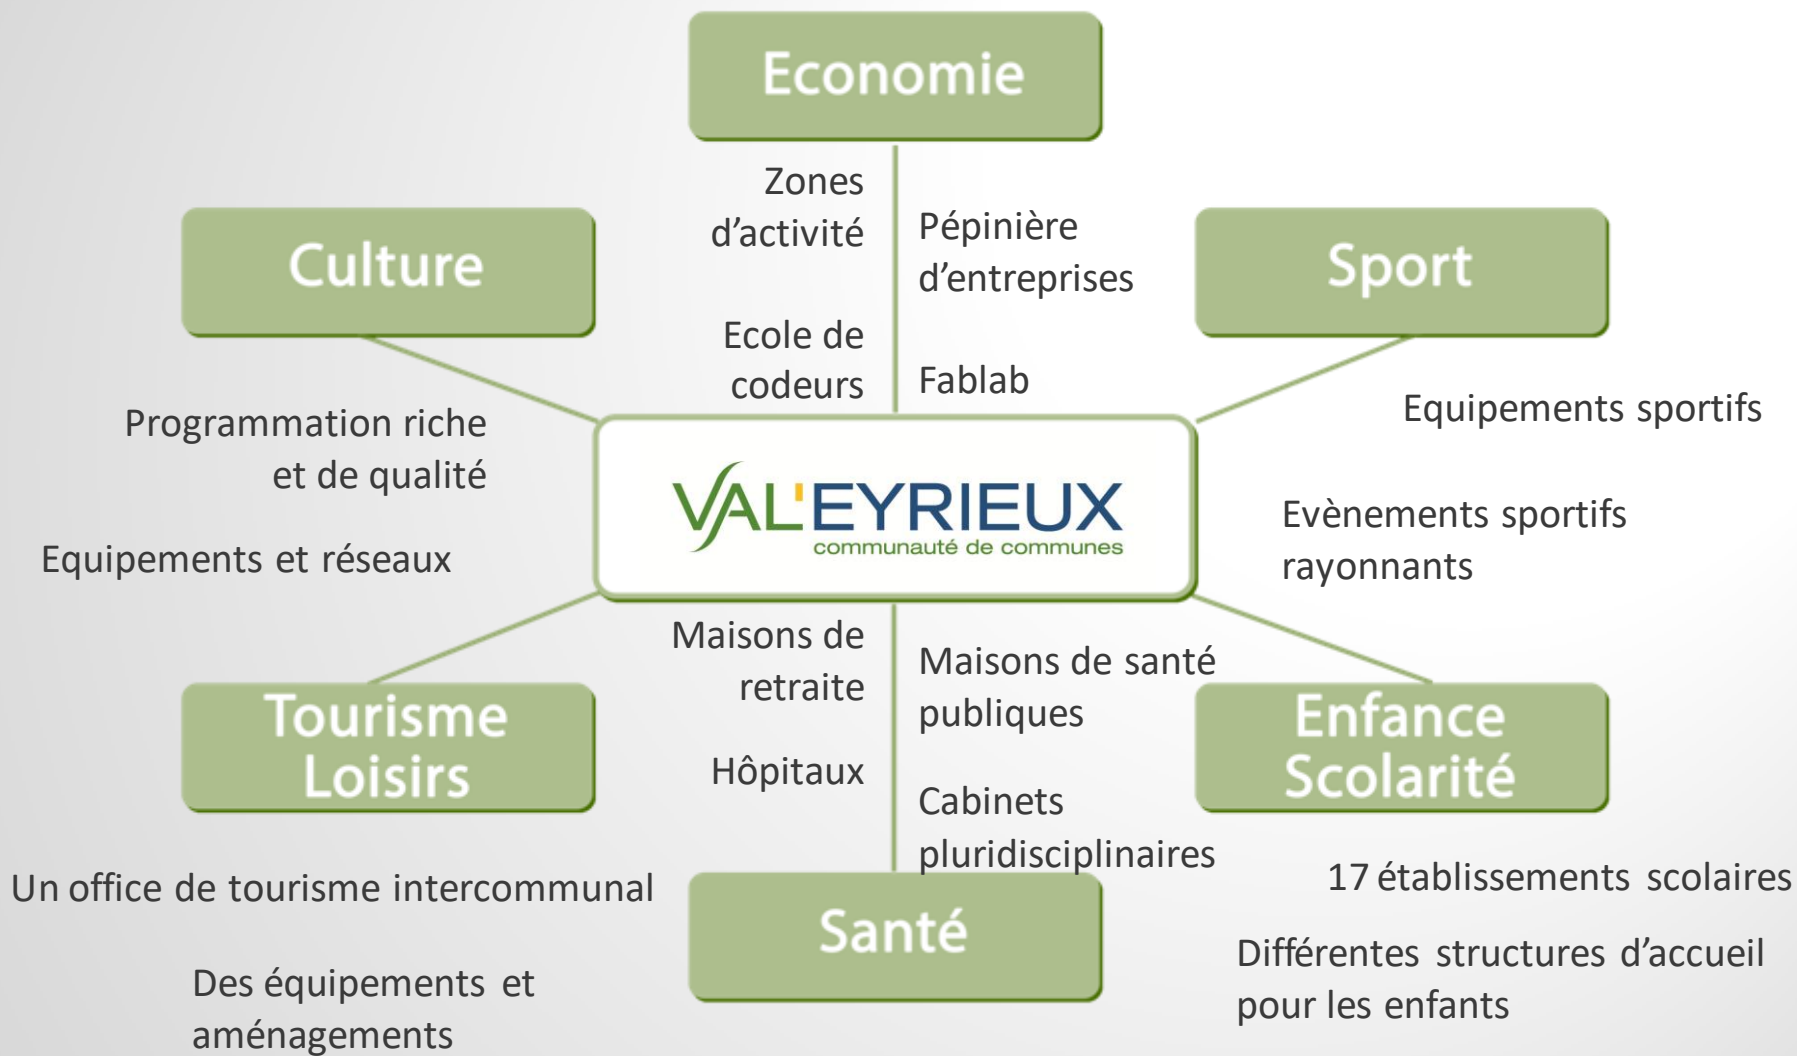 Economie
Zones
d’activité
Pépinière
d’entreprises
Ecole de
codeurs
Fablab
Culture
Programmation riche
et de qualité
Equipements et réseaux
Sport
Equipements sportifs
Evènements sportifs
rayonnants
VAL'EYRIEUX
communauté de communes
Tourisme
Loisirs
Un office de tourisme intercommunal
Des équipements et
aménagements
Maisons de
retraite
Maisons de santé
publiques
Hôpitaux
Cabinets
pluridisciplinaires
Santé
Enfance
Scolarité
17 établissements scolaires
Différentes structures d’accueil
pour les enfants